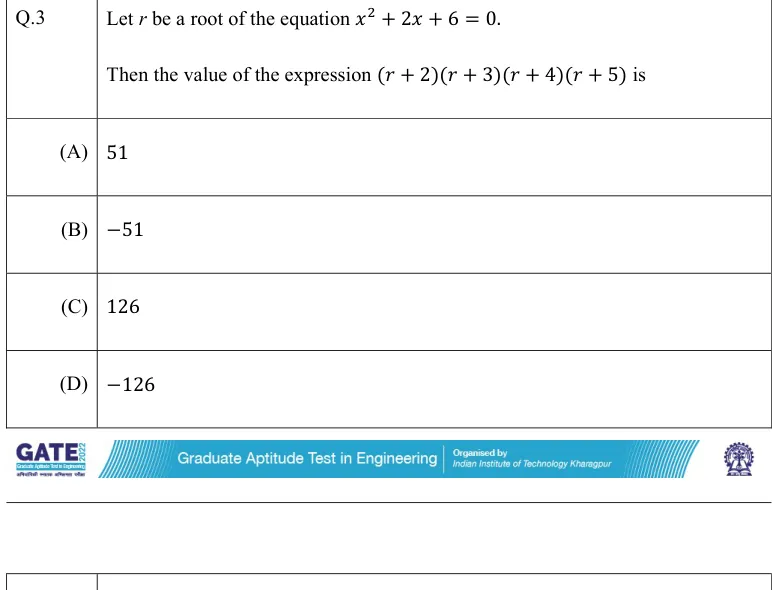 Q.3 Let r be a root of the equation x² + 2x + 6 = 0.
Then the value of the expression (r + 2)(r + 3)(r + 4)(r + 5) is
(A) 51
(B) −51
(C) 126
(D) −126
GATE 2022
Graduate Aptitude Test in Engineering
Organised by
Indian Institute of Technology Kharagpur